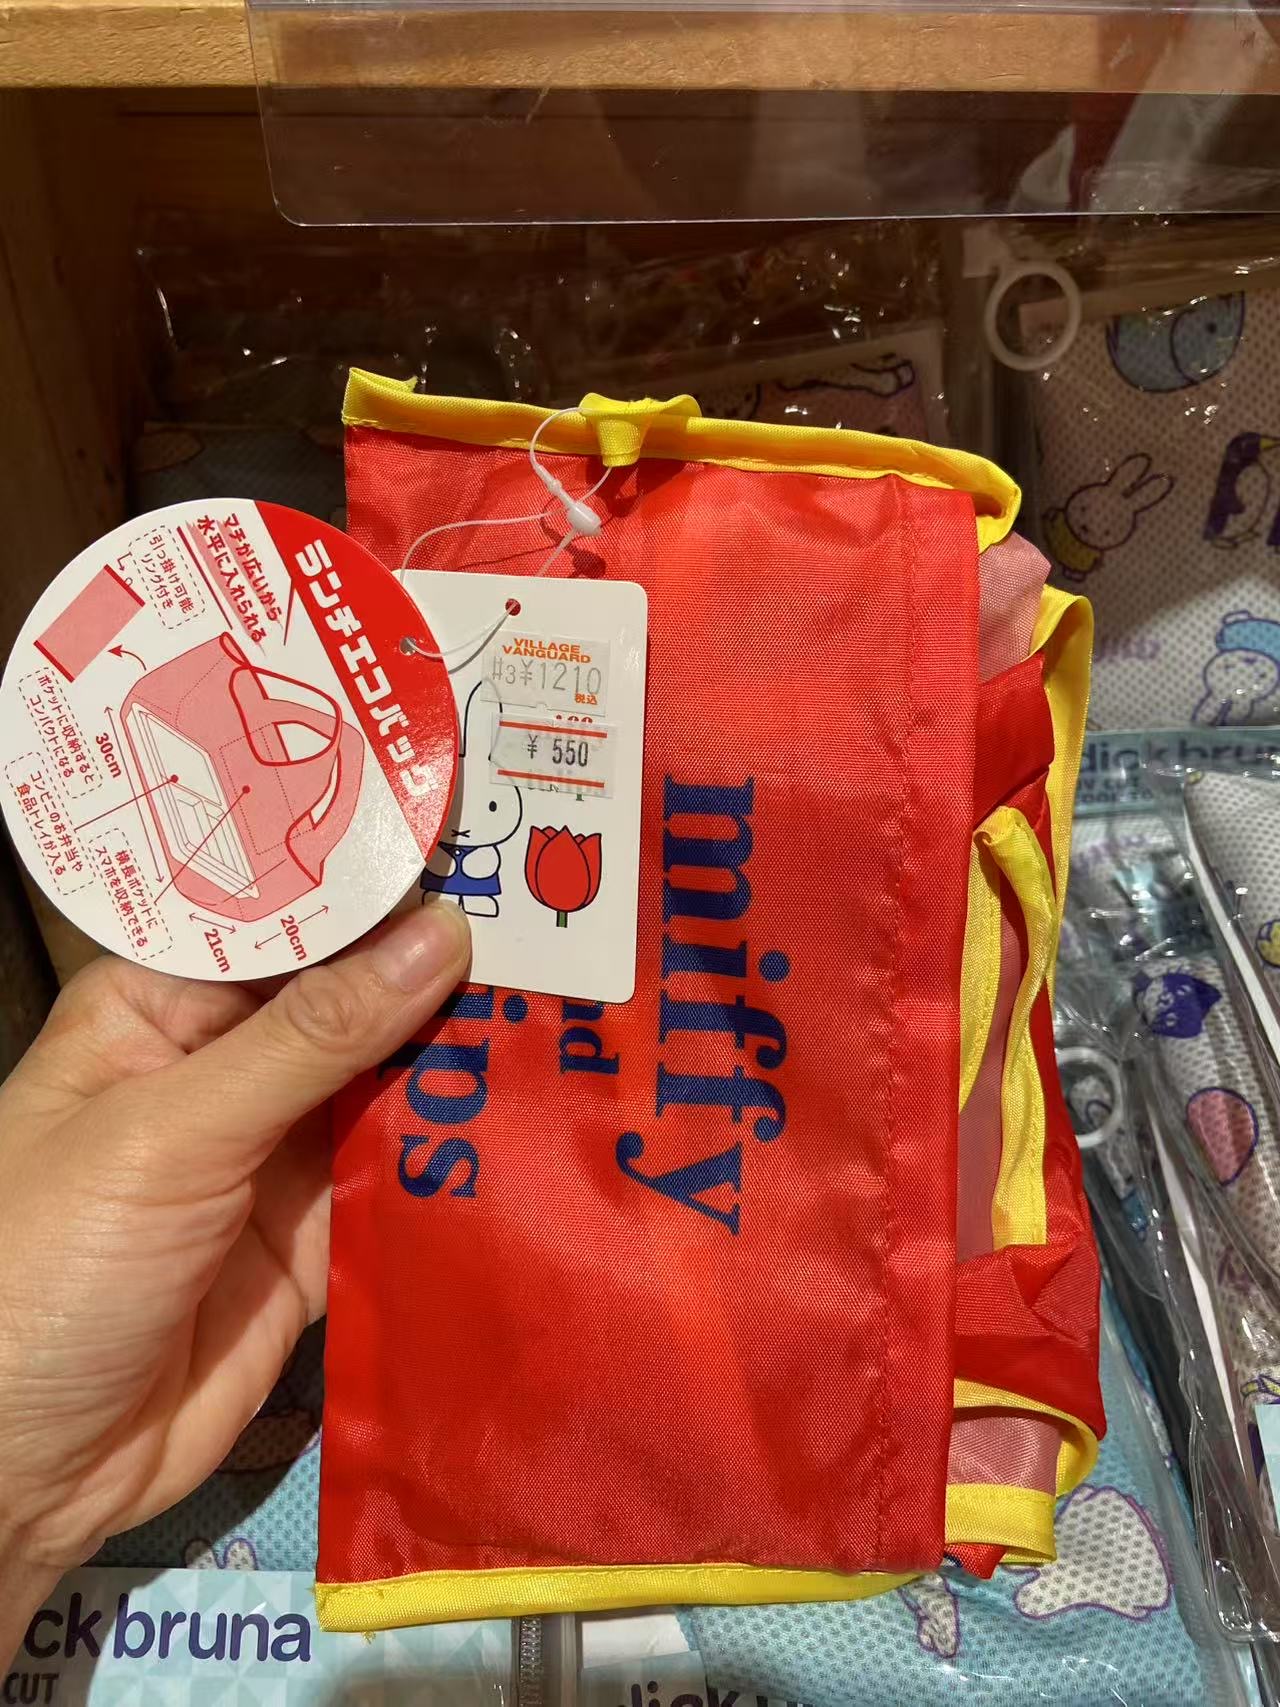 ランチエコバッグ
マチが広いから
水平に入れられる
引っ掛け可能
リング付き
ポケットに収納すると
コンパクトになる
30cm
コンビニのお弁当や
食品トレイが入る
横長ポケットに
スマホを収納できる
21cm
20cm
VILLAGE
VANGUARD
#3¥1210
税込
¥ 550
miffy
nd
ips
dick bruna
ck bruna
CUT